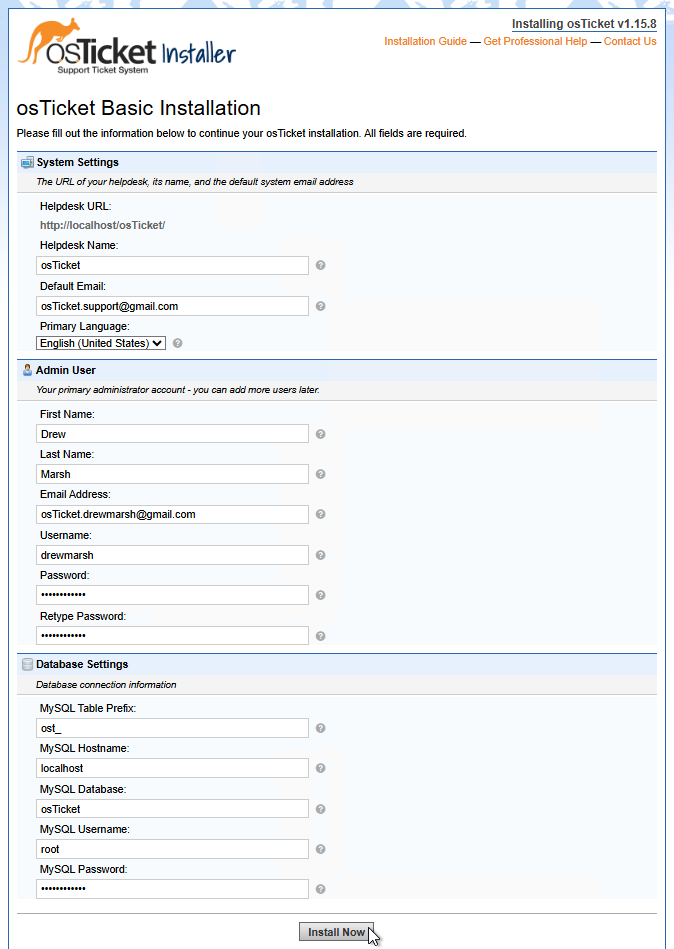 Installing osTicket v1.15.8
osTicket Installer
Support Ticket System
Installation Guide — Get Professional Help — Contact Us
osTicket Basic Installation
Please fill out the information below to continue your osTicket installation. All fields are required.
System Settings
The URL of your helpdesk, its name, and the default system email address
Helpdesk URL:
http://localhost/osTicket/
Helpdesk Name:
osTicket
Default Email:
osTicket.support@gmail.com
Primary Language:
English (United States)
Admin User
Your primary administrator account - you can add more users later.
First Name:
Drew
Last Name:
Marsh
Email Address:
osTicket.drewmarsh@gmail.com
Username:
drewmarsh
Password:
••••••••••••
Retype Password:
••••••••••••
Database Settings
Database connection information
MySQL Table Prefix:
ost_
MySQL Hostname:
localhost
MySQL Database:
osTicket
MySQL Username:
root
MySQL Password:
••••••••••••
Install Now